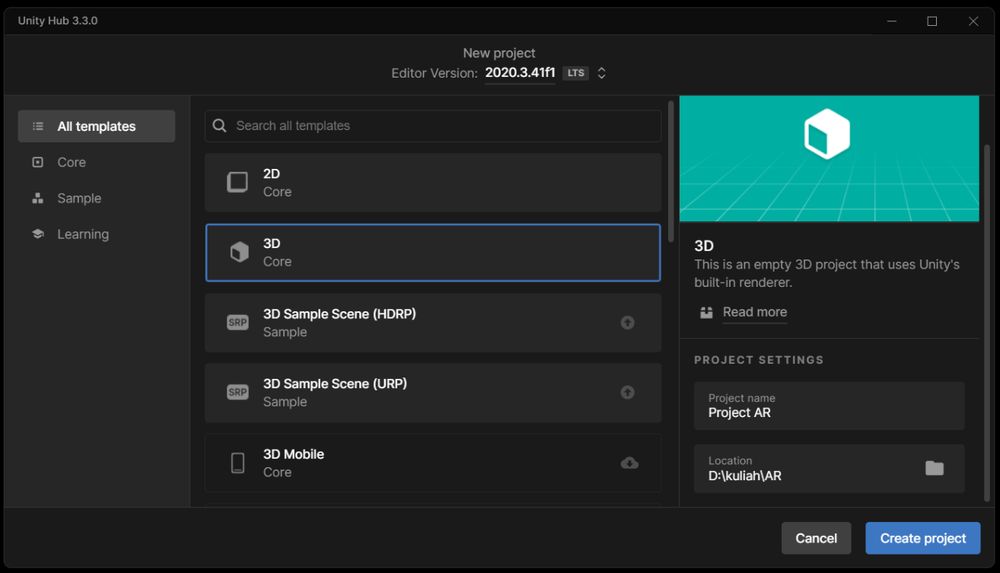 Unity Hub 3.3.0
New project
Editor Version: 2020.3.41f1 LTS
All templates
Core
Sample
Learning
Search all templates
2D
Core
3D
Core
SRP
3D Sample Scene (HDRP)
Sample
SRP
3D Sample Scene (URP)
Sample
3D Mobile
Core
3D
This is an empty 3D project that uses Unity's
built-in renderer.
Read more
PROJECT SETTINGS
Project name
Project AR
Location
D:\kuliah\AR
Cancel
Create project